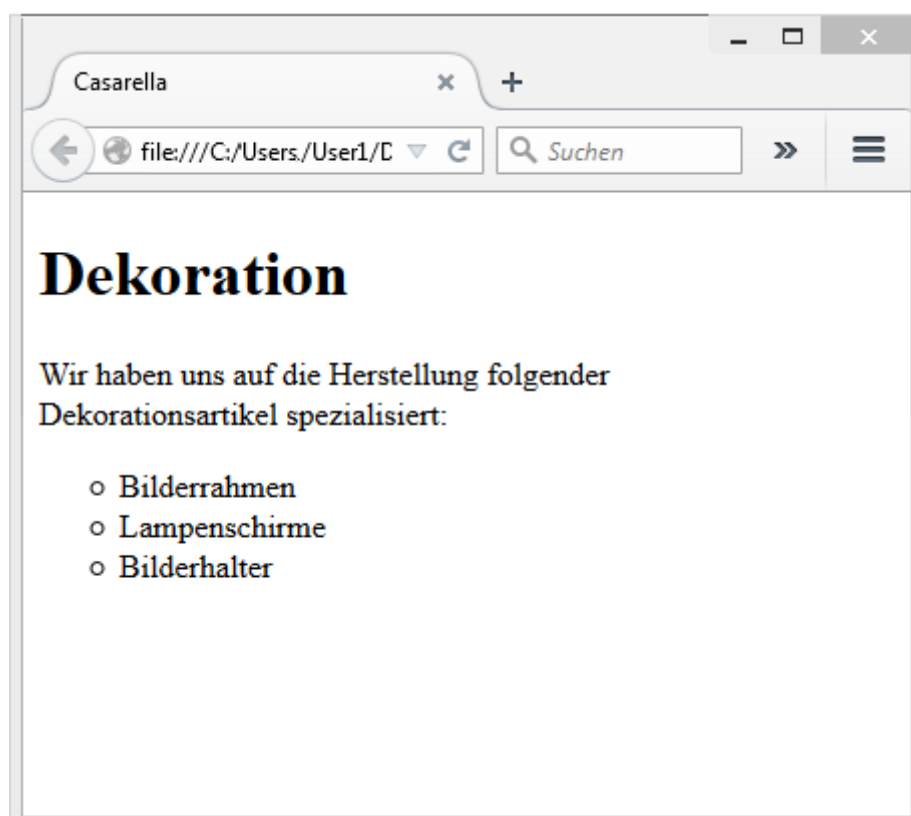 Casarella
file:///C:/Users./User1/D
Suchen
Dekoration
Wir haben uns auf die Herstellung folgender
Dekorationsartikel spezialisiert:
Bilderrahmen
Lampenschirme
Bilderhalter